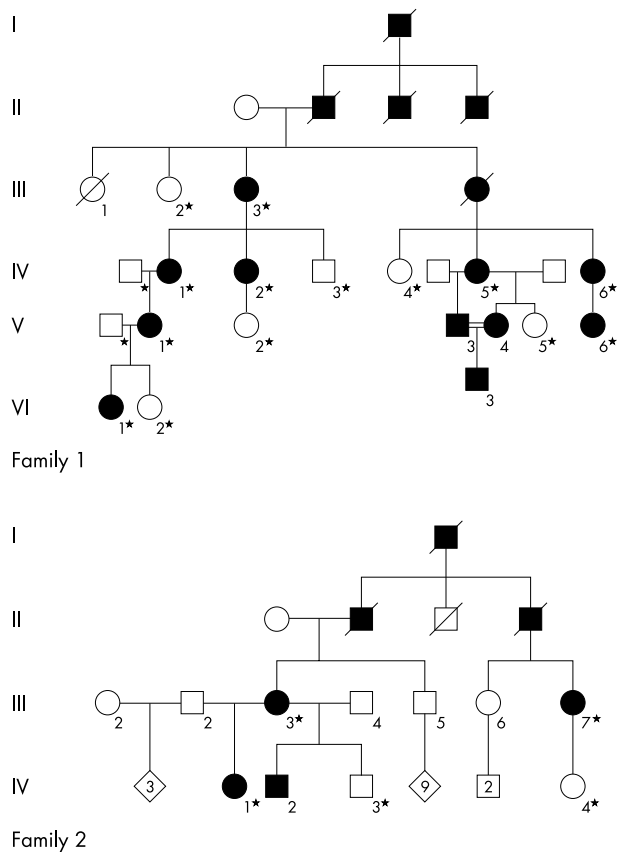 I
II
III
1 2★ 3★
IV
★ 1★ 2★ 3★ 4★ 5★ 6★
V
★ 1★ 2★ 3 4 5★ 6★
VI
1★ 2★ 3
Family 1
I
II
III
2 2 3★ 4 5 6 7★
IV
3 1★ 2 3★ 9 2 4★
Family 2